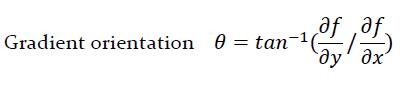 Gradient orientation θ = tan⁻¹(∂f/∂y / ∂f/∂x)